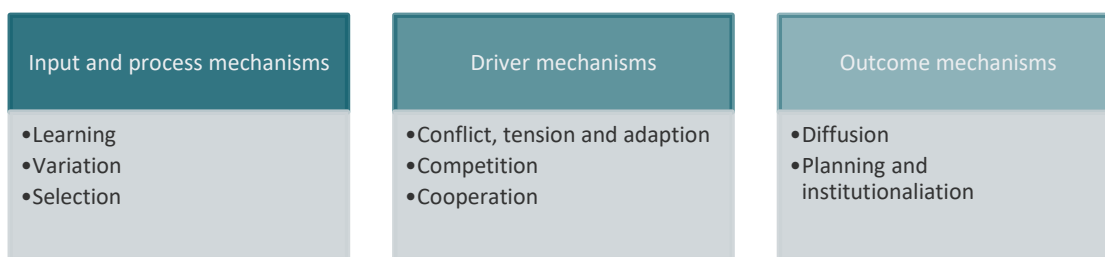 Input and process mechanisms
•Learning
•Variation
•Selection
Driver mechanisms
•Conflict, tension and adaption
•Competition
•Cooperation
Outcome mechanisms
•Diffusion
•Planning and
institutionaliation